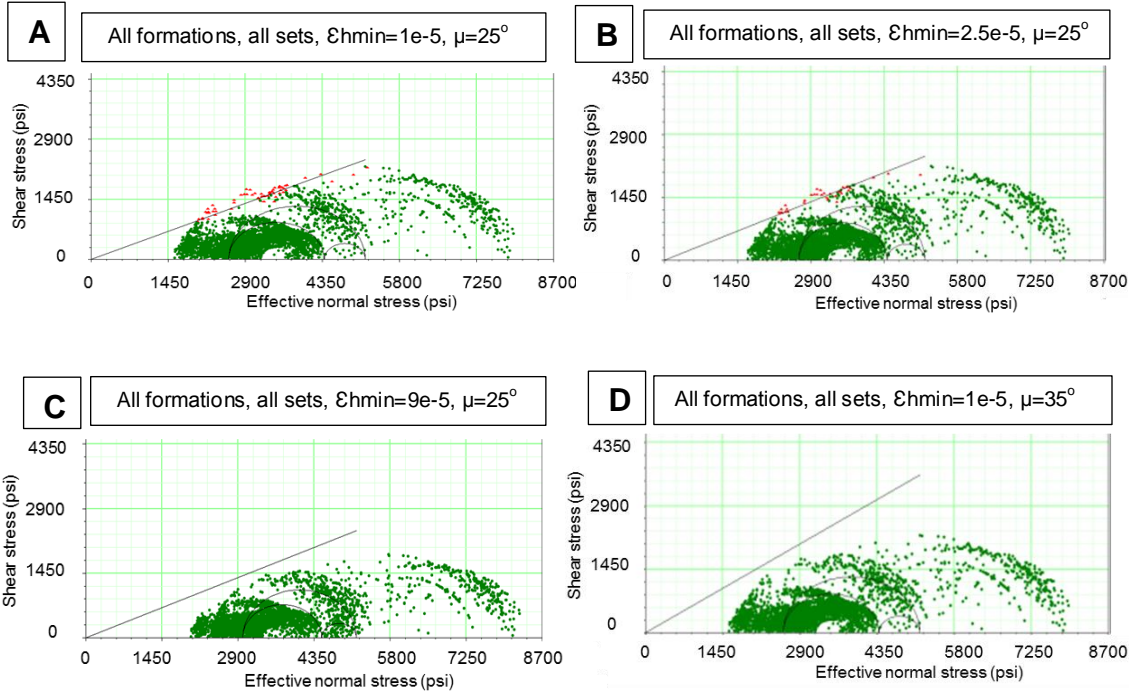 A
All formations, all sets, Ɛhmin=1e-5, µ=25°
4350
2900
1450
0
Shear stress (psi)
0 1450 2900 4350 5800 7250 8700
Effective normal stress (psi)
B
All formations, all sets, Ɛhmin=2.5e-5, µ=25°
4350
2900
1450
0
Shear stress (psi)
0 1450 2900 4350 5800 7250 8700
Effective normal stress (psi)
C
All formations, all sets, Ɛhmin=9e-5, µ=25°
4350
2900
1450
0
Shear stress (psi)
0 1450 2900 4350 5800 7250 8700
Effective normal stress (psi)
D
All formations, all sets, Ɛhmin=1e-5, µ=35°
4350
2900
1450
0
Shear stress (psi)
0 1450 2900 4350 5800 7250 8700
Effective normal stress (psi)